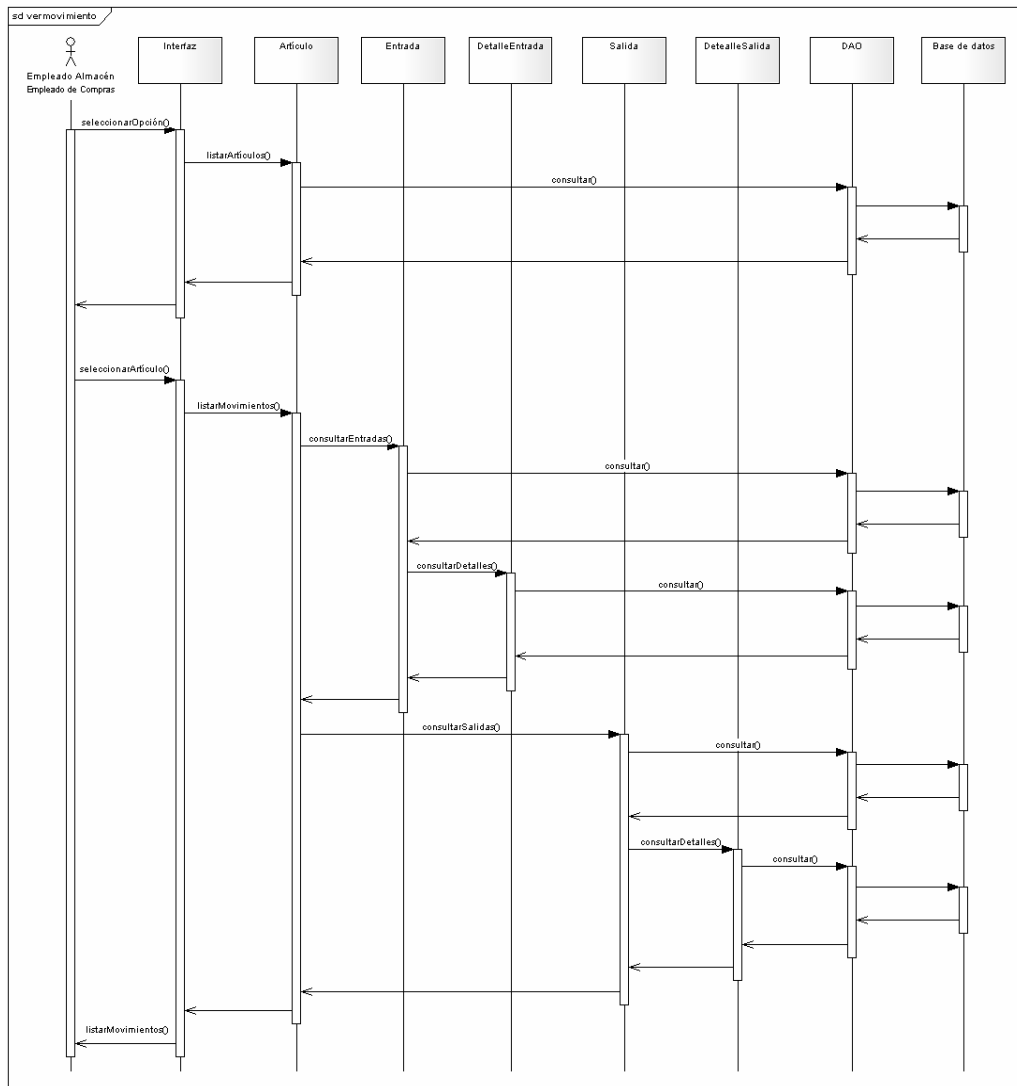 sd vermovimiento
Interfaz
Artículo
Entrada
DetalleEntrada
Salida
DetealleSalida
DAO
Base de datos
Empleado Almacén
Empleado de Compras
seleccionarOpción()
listarArtículos()
consultar()
seleccionarArtículo()
listarMovimientos()
consultarEntradas()
consultar()
consultarDetalles()
consultar()
consultarSalidas()
consultar()
consultarDetalles()
consultar()
listarMovimientos()